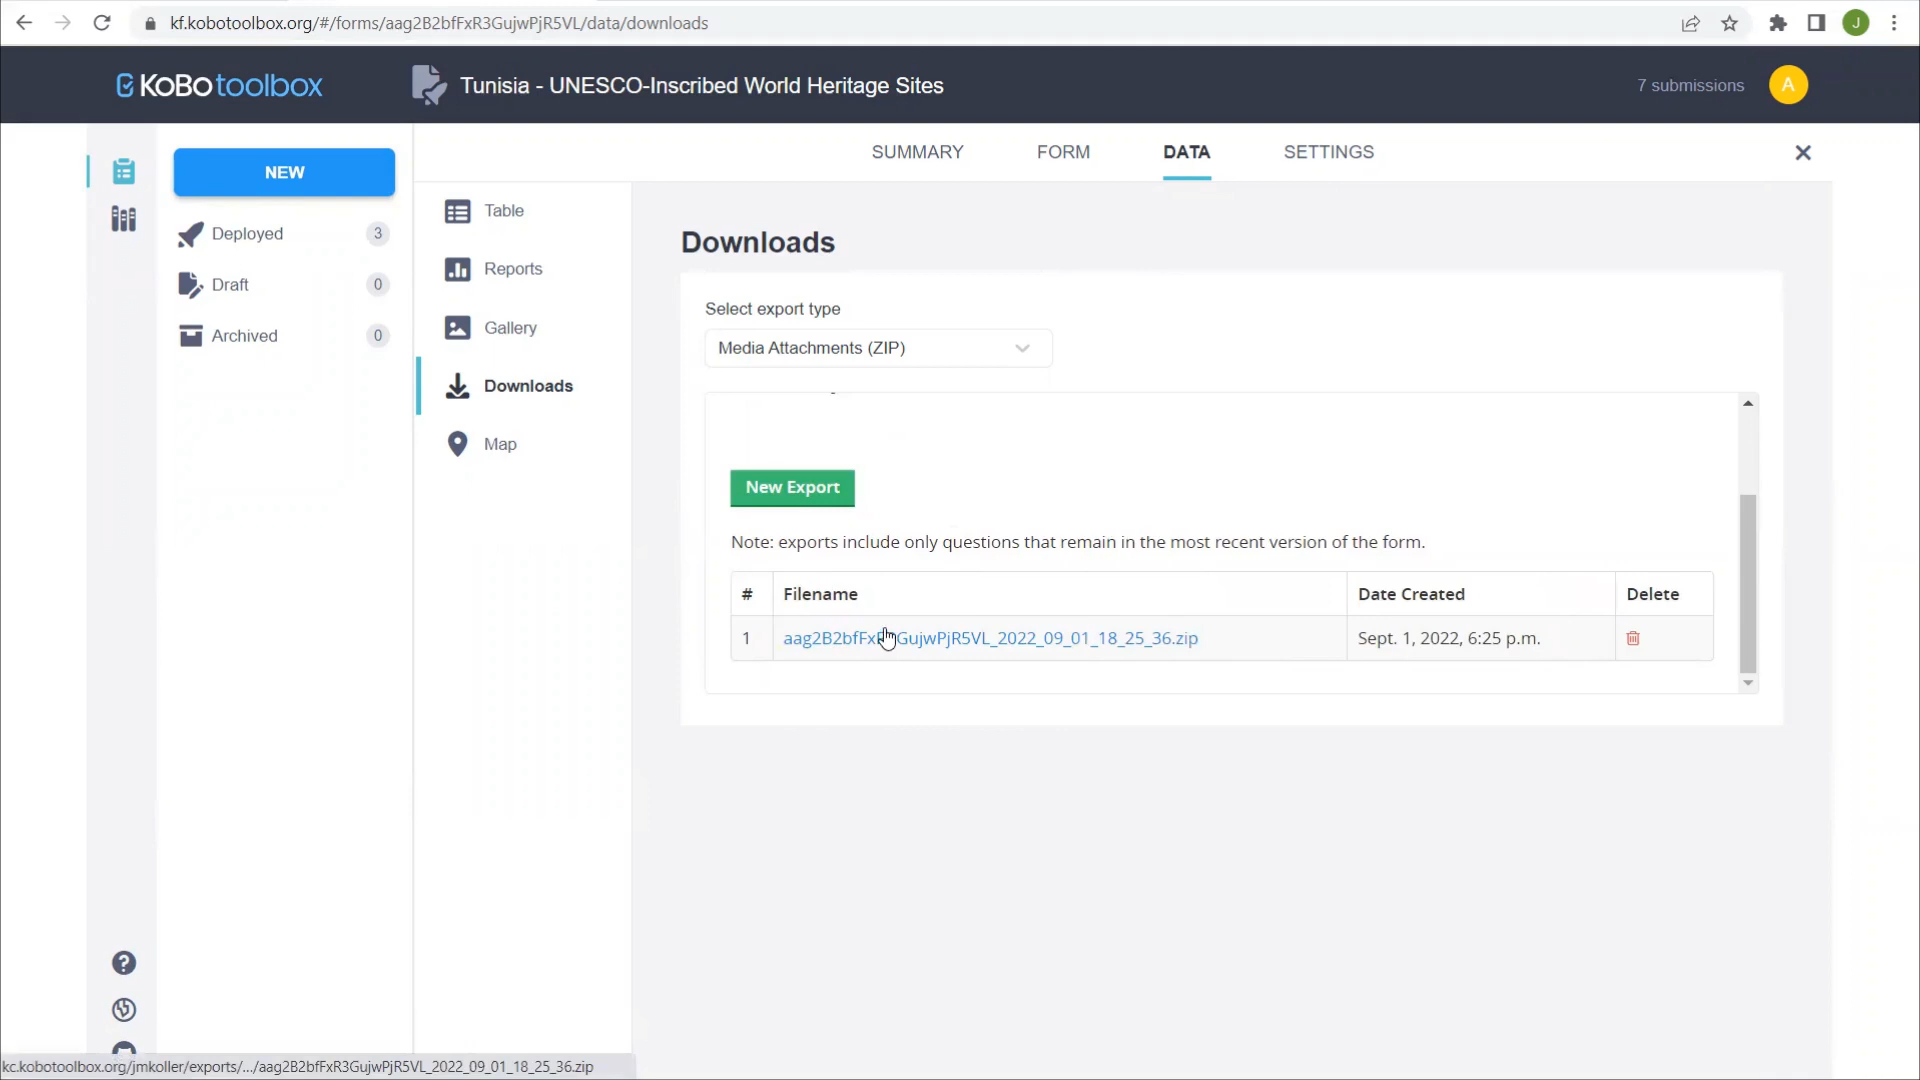 kf.kobotoolbox.org/#/forms/aag2B2bfFxR3GujwPjR5VL/data/downloads
J
KoBotoolbox
Tunisia - UNESCO-Inscribed World Heritage Sites
7 submissions
A
NEW
Deployed 3
Draft 0
Archived 0
SUMMARY FORM DATA SETTINGS
Table
Reports
Gallery
Downloads
Map
Downloads
Select export type
Media Attachments (ZIP)
New Export
Note: exports include only questions that remain in the most recent version of the form.
# Filename Date Created Delete
1 aag2B2bfFxR3GujwPjR5VL_2022_09_01_18_25_36.zip Sept. 1, 2022, 6:25 p.m.
kc.kobotoolbox.org/jmkoller/exports/.../aag2B2bfFxR3GujwPjR5VL_2022_09_01_18_25_36.zip